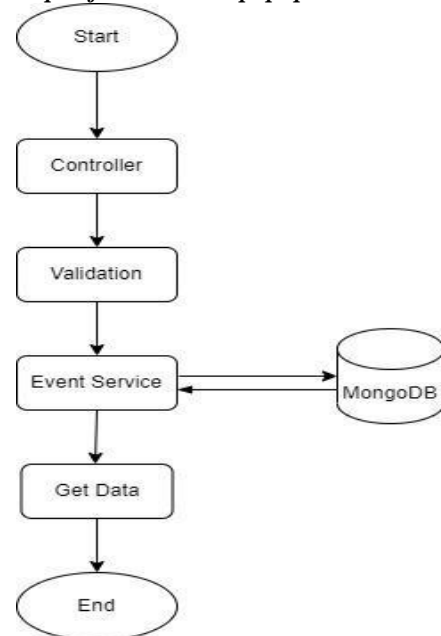 Start
Controller
Validation
Event Service
MongoDB
Get Data
End